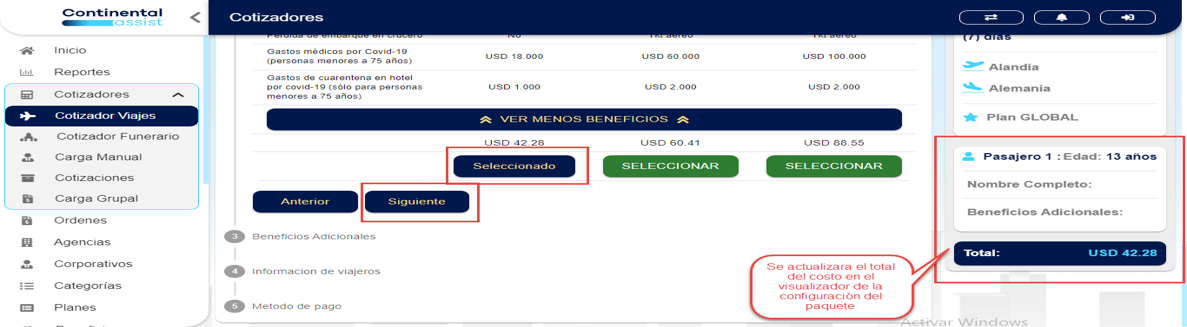 Continental
assist
Cotizadores
Inicio
Reportes
Cotizadores
Cotizador Viajes
Cotizador Funerario
Carga Manual
Cotizaciones
Carga Grupal
Ordenes
Agencias
Corporativos
Categorías
Planes
Pérdida de embarque en crucero No Tkt aéreo Tkt aéreo
Gastos médicos por Covid-19
(personas menores a 75 años) USD 18.000 USD 60.000 USD 100.000
Gastos de cuarentena en hotel
por covid-19 (sólo para personas
menores a 75 años) USD 1.000 USD 2.000 USD 2.000
VER MENOS BENEFICIOS
USD 42.28 USD 60.41 USD 88.55
Seleccionado SELECCIONAR SELECCIONAR
Anterior Siguiente
3 Beneficios Adicionales
4 Informacion de viajeros
5 Metodo de pago
(7) días
Alandia
Alemania
Plan GLOBAL
Pasajero 1 : Edad: 13 años
Nombre Completo:
Beneficios Adicionales:
Total: USD 42.28
Se actualizara el total
del costo en el
visualizador de la
configuraciòn del
paquete
Activar Windows